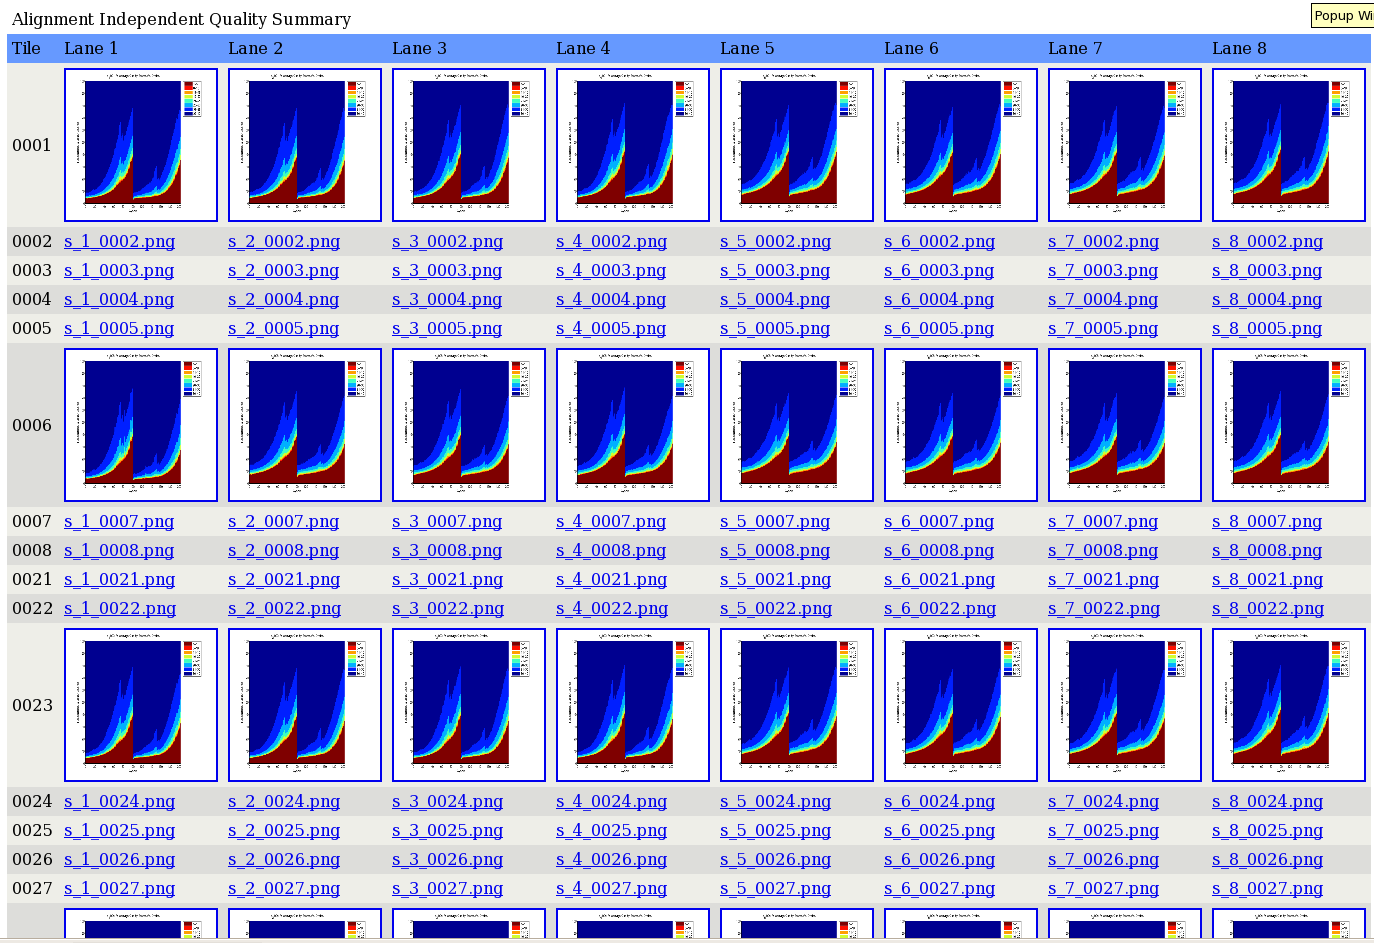 Alignment Independent Quality Summary
Popup Wi
Tile Lane 1 Lane 2 Lane 3 Lane 4 Lane 5 Lane 6 Lane 7 Lane 8
0001
0002 s_1_0002.png s_2_0002.png s_3_0002.png s_4_0002.png s_5_0002.png s_6_0002.png s_7_0002.png s_8_0002.png
0003 s_1_0003.png s_2_0003.png s_3_0003.png s_4_0003.png s_5_0003.png s_6_0003.png s_7_0003.png s_8_0003.png
0004 s_1_0004.png s_2_0004.png s_3_0004.png s_4_0004.png s_5_0004.png s_6_0004.png s_7_0004.png s_8_0004.png
0005 s_1_0005.png s_2_0005.png s_3_0005.png s_4_0005.png s_5_0005.png s_6_0005.png s_7_0005.png s_8_0005.png
0006
0007 s_1_0007.png s_2_0007.png s_3_0007.png s_4_0007.png s_5_0007.png s_6_0007.png s_7_0007.png s_8_0007.png
0008 s_1_0008.png s_2_0008.png s_3_0008.png s_4_0008.png s_5_0008.png s_6_0008.png s_7_0008.png s_8_0008.png
0021 s_1_0021.png s_2_0021.png s_3_0021.png s_4_0021.png s_5_0021.png s_6_0021.png s_7_0021.png s_8_0021.png
0022 s_1_0022.png s_2_0022.png s_3_0022.png s_4_0022.png s_5_0022.png s_6_0022.png s_7_0022.png s_8_0022.png
0023
0024 s_1_0024.png s_2_0024.png s_3_0024.png s_4_0024.png s_5_0024.png s_6_0024.png s_7_0024.png s_8_0024.png
0025 s_1_0025.png s_2_0025.png s_3_0025.png s_4_0025.png s_5_0025.png s_6_0025.png s_7_0025.png s_8_0025.png
0026 s_1_0026.png s_2_0026.png s_3_0026.png s_4_0026.png s_5_0026.png s_6_0026.png s_7_0026.png s_8_0026.png
0027 s_1_0027.png s_2_0027.png s_3_0027.png s_4_0027.png s_5_0027.png s_6_0027.png s_7_0027.png s_8_0027.png